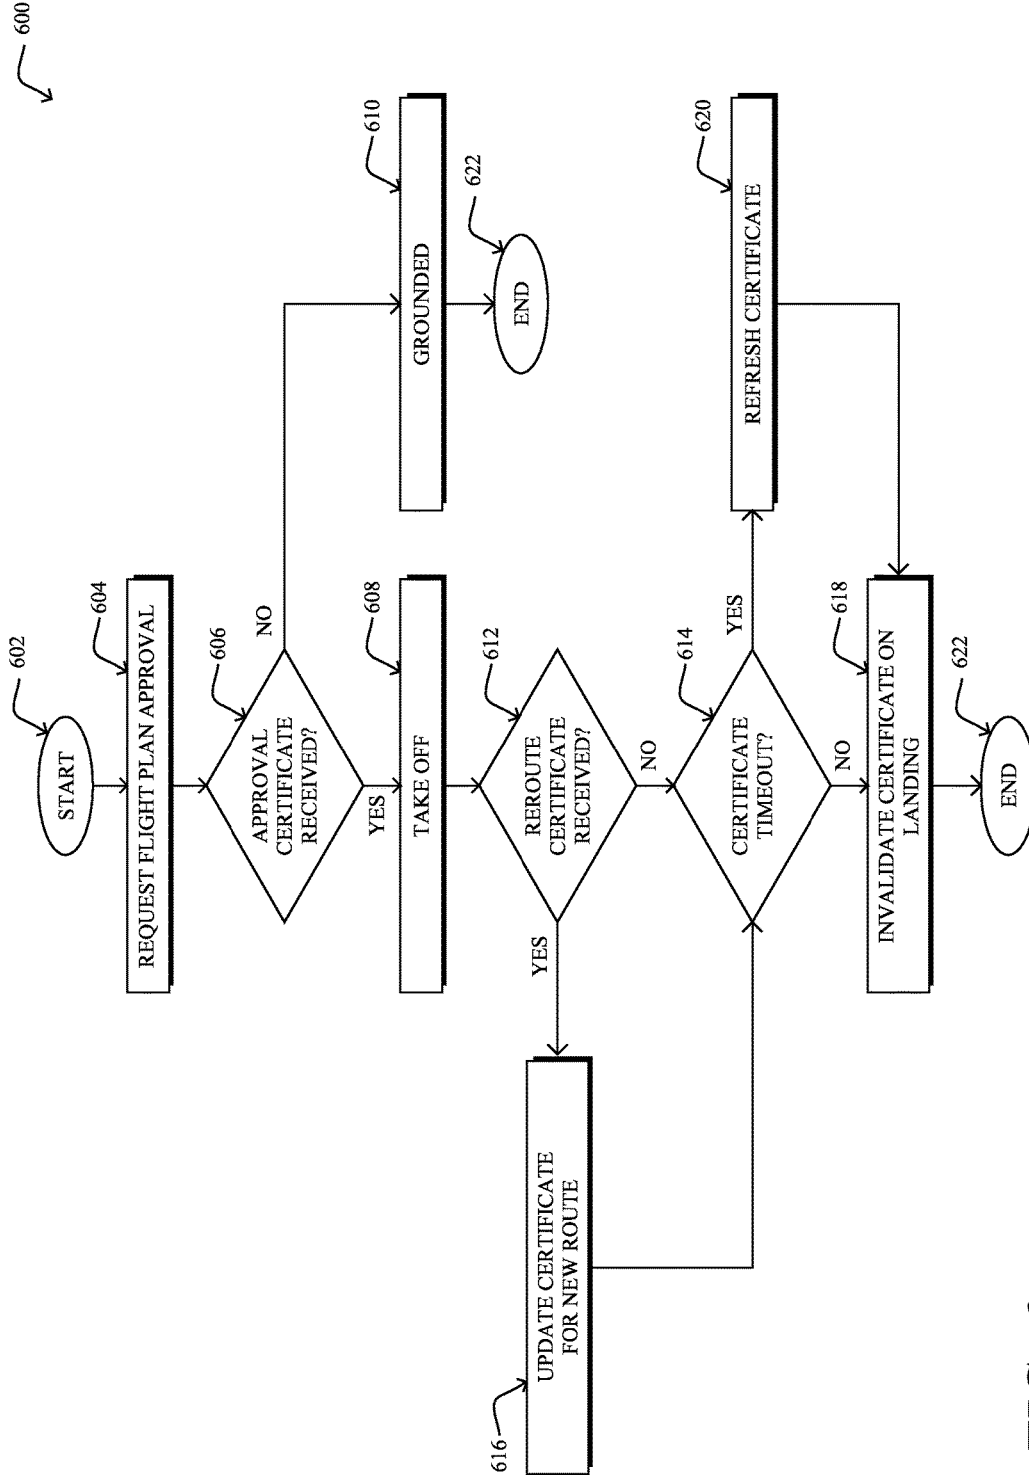 600
602
START
604
REQUEST FLIGHT PLAN APPROVAL
606
APPROVAL
CERTIFICATE
RECEIVED?
NO
YES
608
TAKE OFF
610
GROUNDED
622
END
612
REROUTE
CERTIFICATE
RECEIVED?
YES
NO
616
UPDATE CERTIFICATE
FOR NEW ROUTE
614
CERTIFICATE
TIMEOUT?
YES
NO
620
REFRESH CERTIFICATE
618
INVALIDATE CERTIFICATE ON
LANDING
622
END